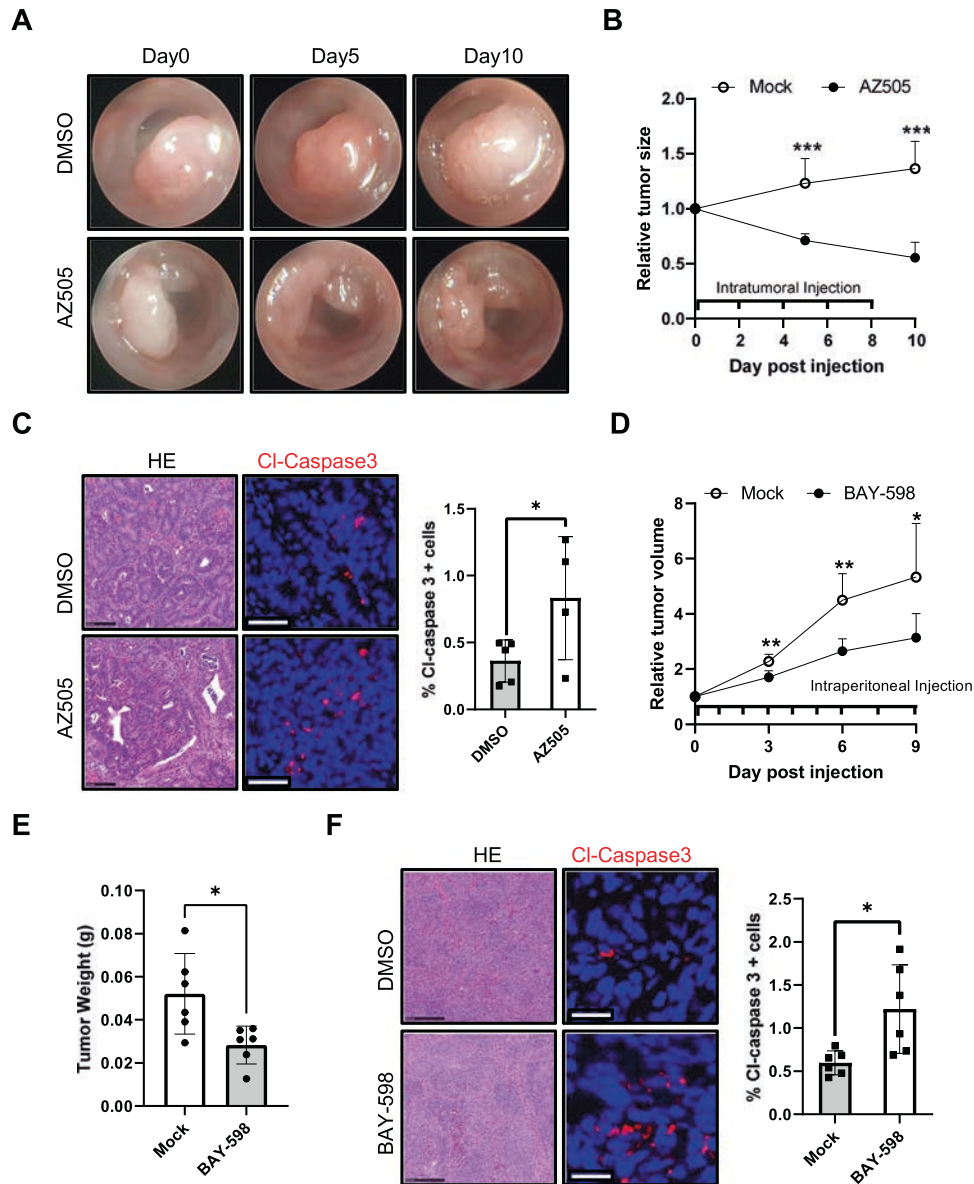 A
Day0 Day5 Day10
DMSO
AZ505
B
Mock AZ505
Relative tumor size
2.0
1.5
1.0
0.5
0.0
***
***
Intratumoral Injection
0 2 4 6 8 10
Day post injection
C
HE Cl-Caspase3
DMSO
AZ505
% Cl-caspase 3 + cells
1.5
1.0
0.5
0.0
*
DMSO AZ505
D
Mock BAY-598
Relative tumor volume
8
6
4
2
0
**
**
*
Intraperitoneal Injection
0 3 6 9
Day post injection
E
Tumor Weight (g)
0.10
0.08
0.06
0.04
0.02
0.00
*
Mock BAY-598
F
HE Cl-Caspase3
DMSO
BAY-598
% Cl-caspase 3 + cells
2.5
2.0
1.5
1.0
0.5
0.0
*
Mock BAY-598